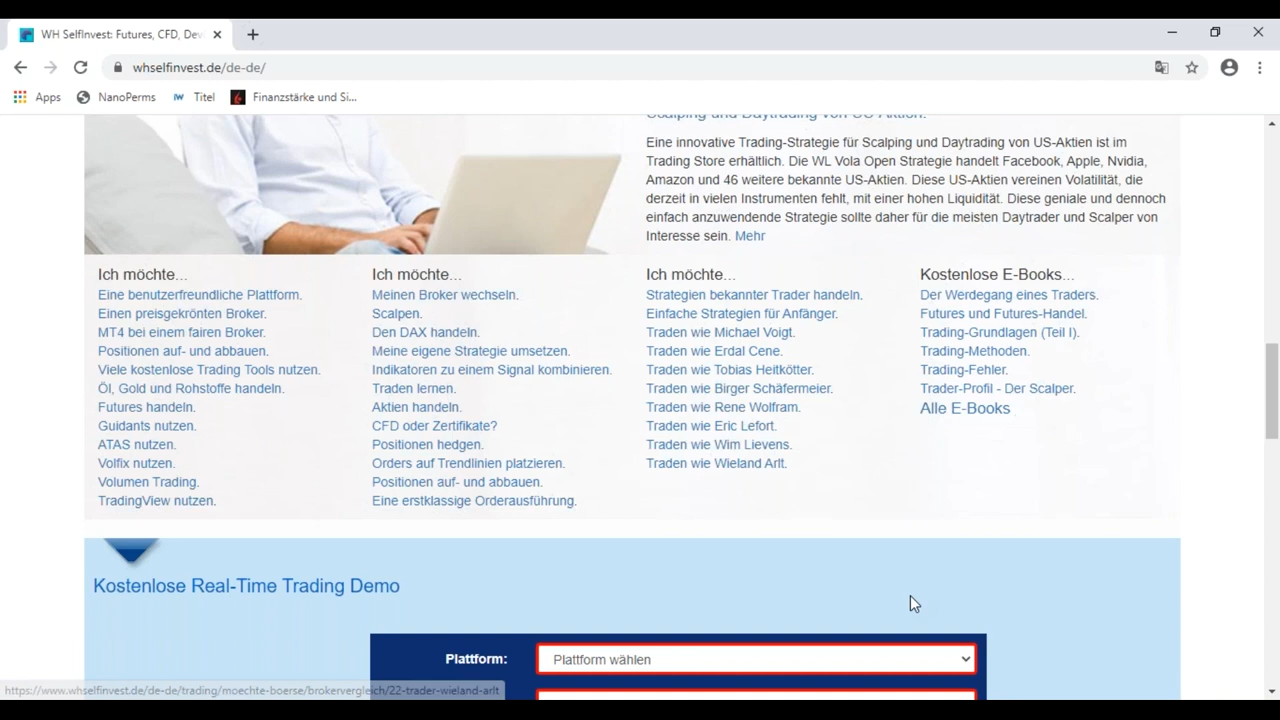 WH SelfInvest: Futures, CFD, Dev
whselfinvest.de/de-de/
Apps
NanoPerms
Titel
Finanzstärke und Si...
Scalping und Daytrading von US-Aktien.
Eine innovative Trading-Strategie für Scalping und Daytrading von US-Aktien ist im
Trading Store erhältlich. Die WL Vola Open Strategie handelt Facebook, Apple, Nvidia,
Amazon und 46 weitere bekannte US-Aktien. Diese US-Aktien vereinen Volatilität, die
derzeit in vielen Instrumenten fehlt, mit einer hohen Liquidität. Diese geniale und dennoch
einfach anzuwendende Strategie sollte daher für die meisten Daytrader und Scalper von
Interesse sein. Mehr
Ich möchte...
Eine benutzerfreundliche Plattform.
Einen preisgekrönten Broker.
MT4 bei einem fairen Broker.
Positionen auf- und abbauen.
Viele kostenlose Trading Tools nutzen.
Öl, Gold und Rohstoffe handeln.
Futures handeln.
Guidants nutzen.
ATAS nutzen.
Volfix nutzen.
Volumen Trading.
TradingView nutzen.
Ich möchte...
Meinen Broker wechseln.
Scalpen.
Den DAX handeln.
Meine eigene Strategie umsetzen.
Indikatoren zu einem Signal kombinieren.
Traden lernen.
Aktien handeln.
CFD oder Zertifikate?
Positionen hedgen.
Orders auf Trendlinien platzieren.
Positionen auf- und abbauen.
Eine erstklassige Orderausführung.
Ich möchte...
Strategien bekannter Trader handeln.
Einfache Strategien für Anfänger.
Traden wie Michael Voigt.
Traden wie Erdal Cene.
Traden wie Tobias Heitkötter.
Traden wie Birger Schäfermeier.
Traden wie Rene Wolfram.
Traden wie Eric Lefort.
Traden wie Wim Lievens.
Traden wie Wieland Arlt.
Kostenlose E-Books...
Der Werdegang eines Traders.
Futures und Futures-Handel.
Trading-Grundlagen (Teil I).
Trading-Methoden.
Trading-Fehler.
Trader-Profil - Der Scalper.
Alle E-Books
Kostenlose Real-Time Trading Demo
Plattform:
Plattform wählen
https://www.whselfinvest.de/de-de/trading/moechte-boerse/brokervergleich/22-trader-wieland-arlt